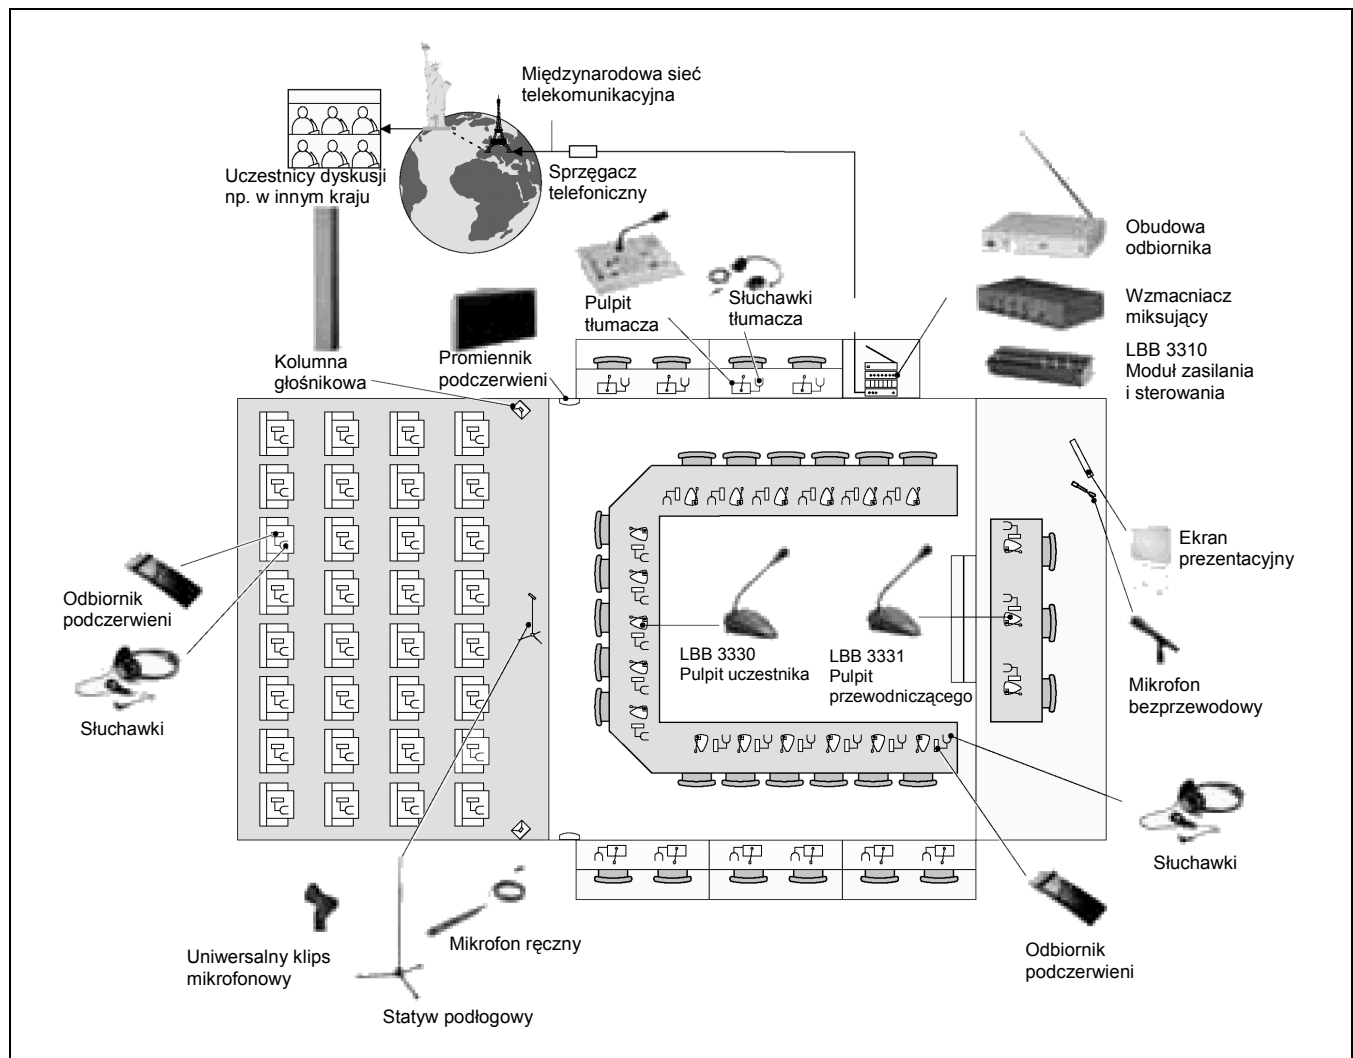 Międzynarodowa sieć
telekomunikacyjna
Uczestnicy dyskusji
np. w innym kraju
Sprzęgacz
telefoniczny
Obudowa
odbiornika
Pulpit
tłumacza
Słuchawki
tłumacza
Wzmacniacz
miksujący
Kolumna
głośnikowa
Promiennik
podczerwieni
LBB 3310
Moduł zasilania
i sterowania
Ekran
prezentacyjny
Odbiornik
podczerwieni
LBB 3330
Pulpit uczestnika
LBB 3331
Pulpit
przewodniczącego
Mikrofon
bezprzewodowy
Słuchawki
Słuchawki
Uniwersalny klips
mikrofonowy
Mikrofon ręczny
Odbiornik
podczerwieni
Statyw podłogowy